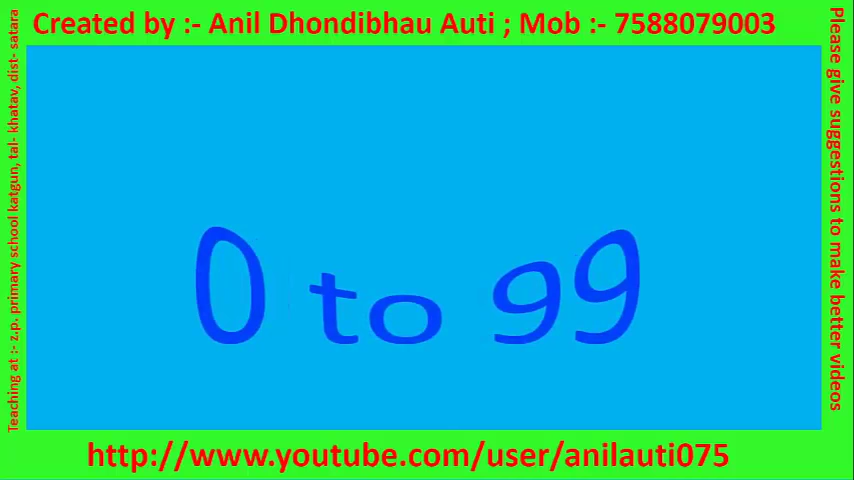 Created by :- Anil Dhondibhau Auti ; Mob :- 7588079003
Teaching at :- z.p. primary school katgun, tal- khatav, dist- satara
0 to 99
Please give suggestions to make better videos
http://www.youtube.com/user/anilauti075